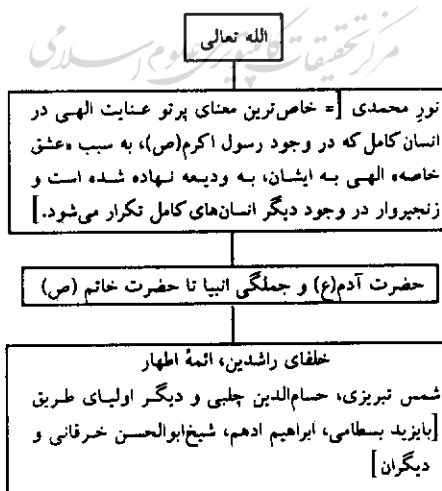 الله تعالی
مرکز تحقیقات کامپیوتری علوم اسلامی
نورِ محمدی [= خاص‌ترین معنای پرتو عنایت الهی در
انسان کامل که در وجود رسول اکرم(ص)، به سبب «عشق
خاصه» الهی به ایشان، به ودیعه نهاده شده است و
زنجیروار در وجود دیگر انسان‌های کامل تکرار می‌شود.]
حضرت آدم(ع) و جملگی انبیا تا حضرت خاتم (ص)
خلفای راشدین، ائمهٔ اطهار
شمس تبریزی، حسام‌الدین چلبی و دیگر اولیای طریق
[بایزید بسطامی، ابراهیم ادهم، شیخ‌ابوالحسن خرقانی و
دیگران]